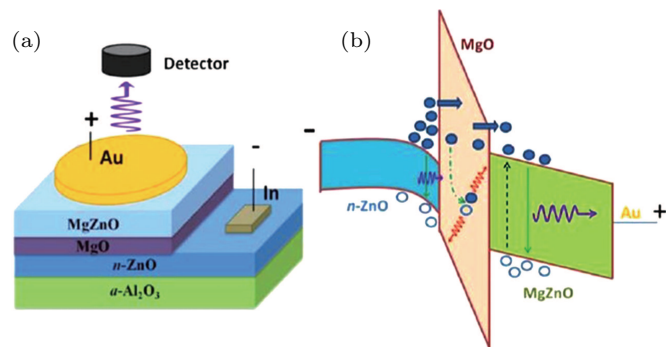 (a)
Detector
+
Au
-
In
MgZnO
MgO
n-ZnO
a-Al₂O₃
(b)
MgO
-
n-ZnO
Au +
MgZnO